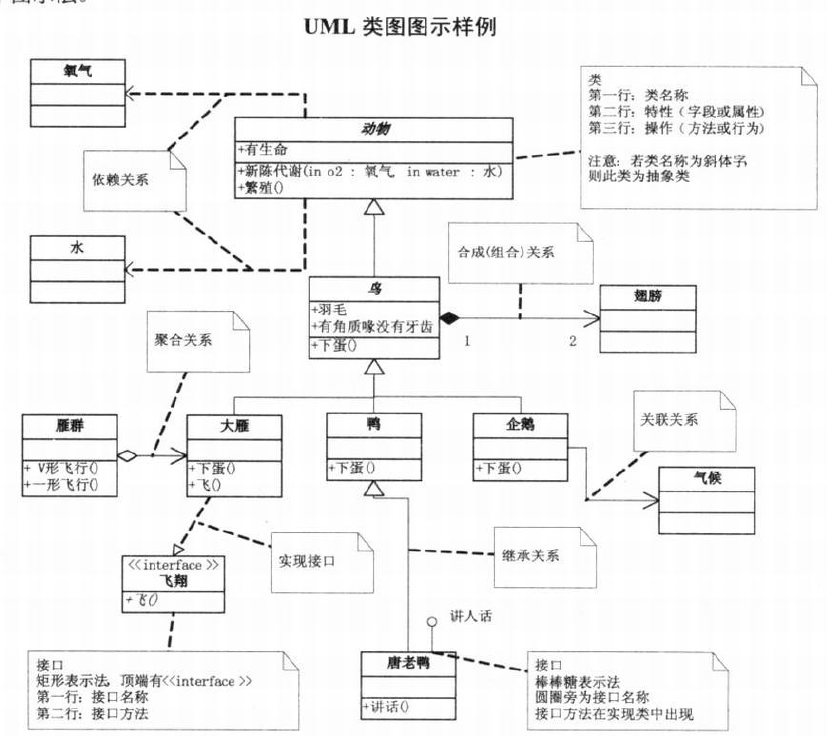 UML 类图图示样例
氧气
动物
+有生命
+新陈代谢(in o2 : 氧气, in water : 水)
+繁殖()
类
第一行：类名称
第二行：特性（字段或属性）
第三行：操作（方法或行为）
注意：若类名称为斜体字，
则此类为抽象类
依赖关系
水
鸟
+羽毛
+有角质喙没有牙齿
+下蛋()
合成(组合)关系
1
2
翅膀
聚合关系
雁群
+ V形飞行()
+一形飞行()
大雁
+下蛋()
+飞()
鸭
+下蛋()
企鹅
+下蛋()
关联关系
气候
实现接口
继承关系
<<interface >>
飞翔
+飞()
讲人话
接口
矩形表示法，顶端有<<interface >>
第一行：接口名称
第二行：接口方法
唐老鸭
+讲话()
接口
棒棒糖表示法
圆圈旁为接口名称
接口方法在实现类中出现